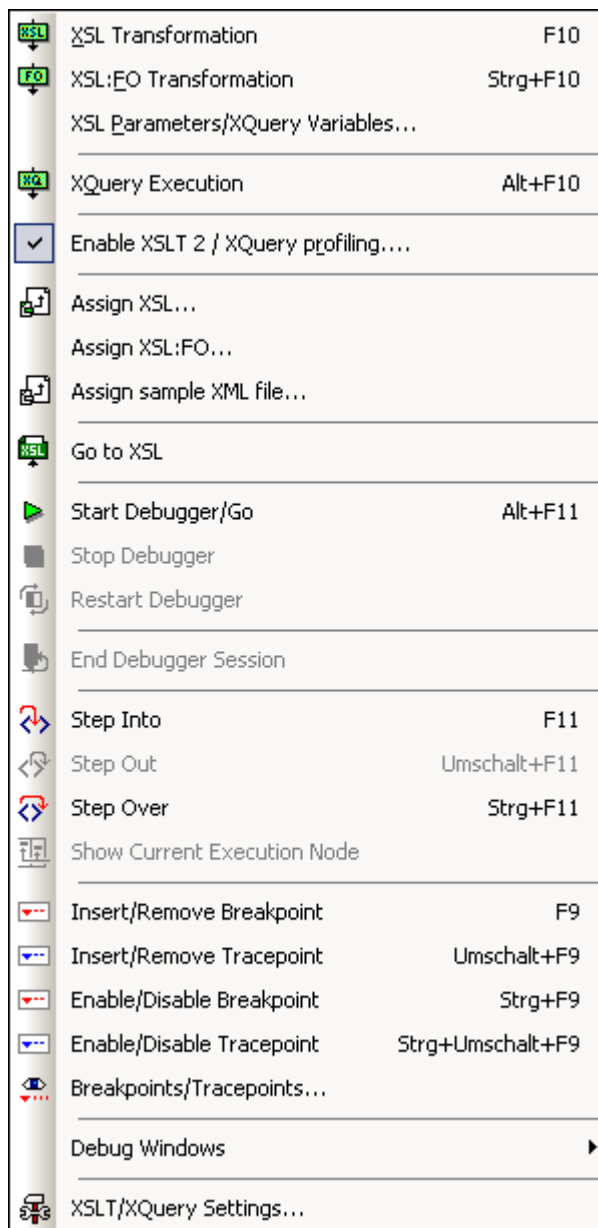 XSL Transformation F10
XSL:FO Transformation Strg+F10
XSL Parameters/XQuery Variables...
XQuery Execution Alt+F10
Enable XSLT 2 / XQuery profiling....
Assign XSL...
Assign XSL:FO...
Assign sample XML file...
Go to XSL
Start Debugger/Go Alt+F11
Stop Debugger
Restart Debugger
End Debugger Session
Step Into F11
Step Out Umschalt+F11
Step Over Strg+F11
Show Current Execution Node
Insert/Remove Breakpoint F9
Insert/Remove Tracepoint Umschalt+F9
Enable/Disable Breakpoint Strg+F9
Enable/Disable Tracepoint Strg+Umschalt+F9
Breakpoints/Tracepoints...
Debug Windows
XSLT/XQuery Settings...